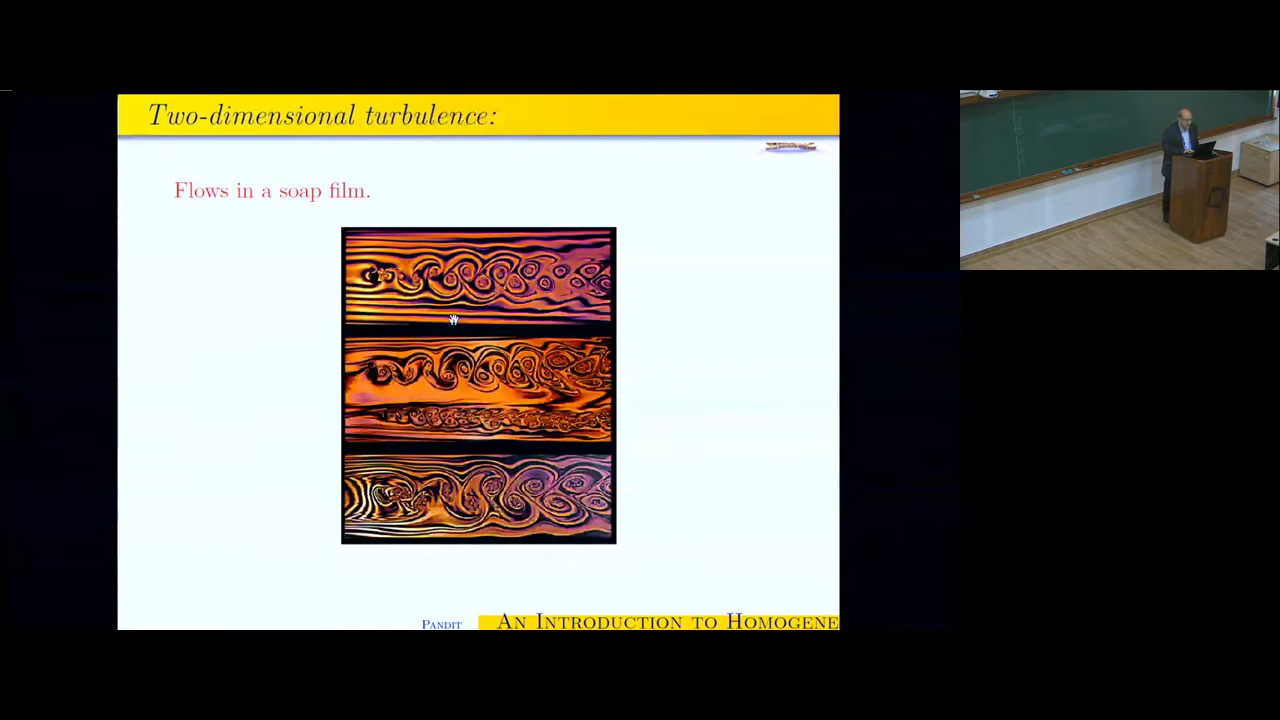 Two-dimensional turbulence:
Flows in a soap film.
Pandit
An Introduction to Homogene